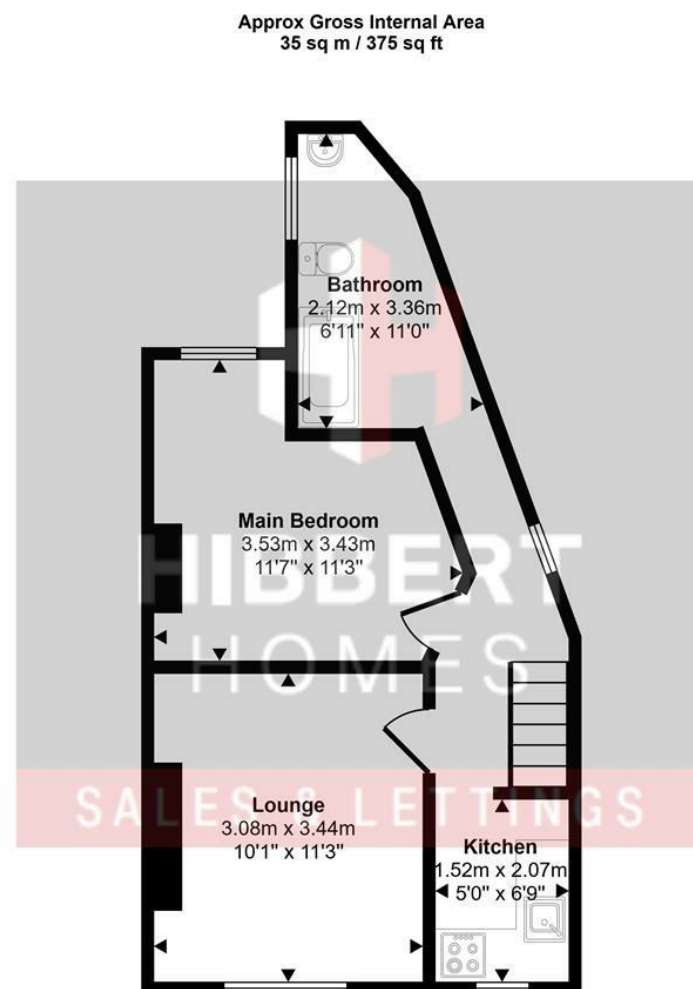 Approx Gross Internal Area
35 sq m / 375 sq ft
Bathroom
2.12m x 3.36m
6'11" x 11'0"
Main Bedroom
3.53m x 3.43m
11'7" x 11'3"
HIBBERT
HOMES
SALES & LETTINGS
Lounge
3.08m x 3.44m
10'1" x 11'3"
Kitchen
1.52m x 2.07m
5'0" x 6'9"